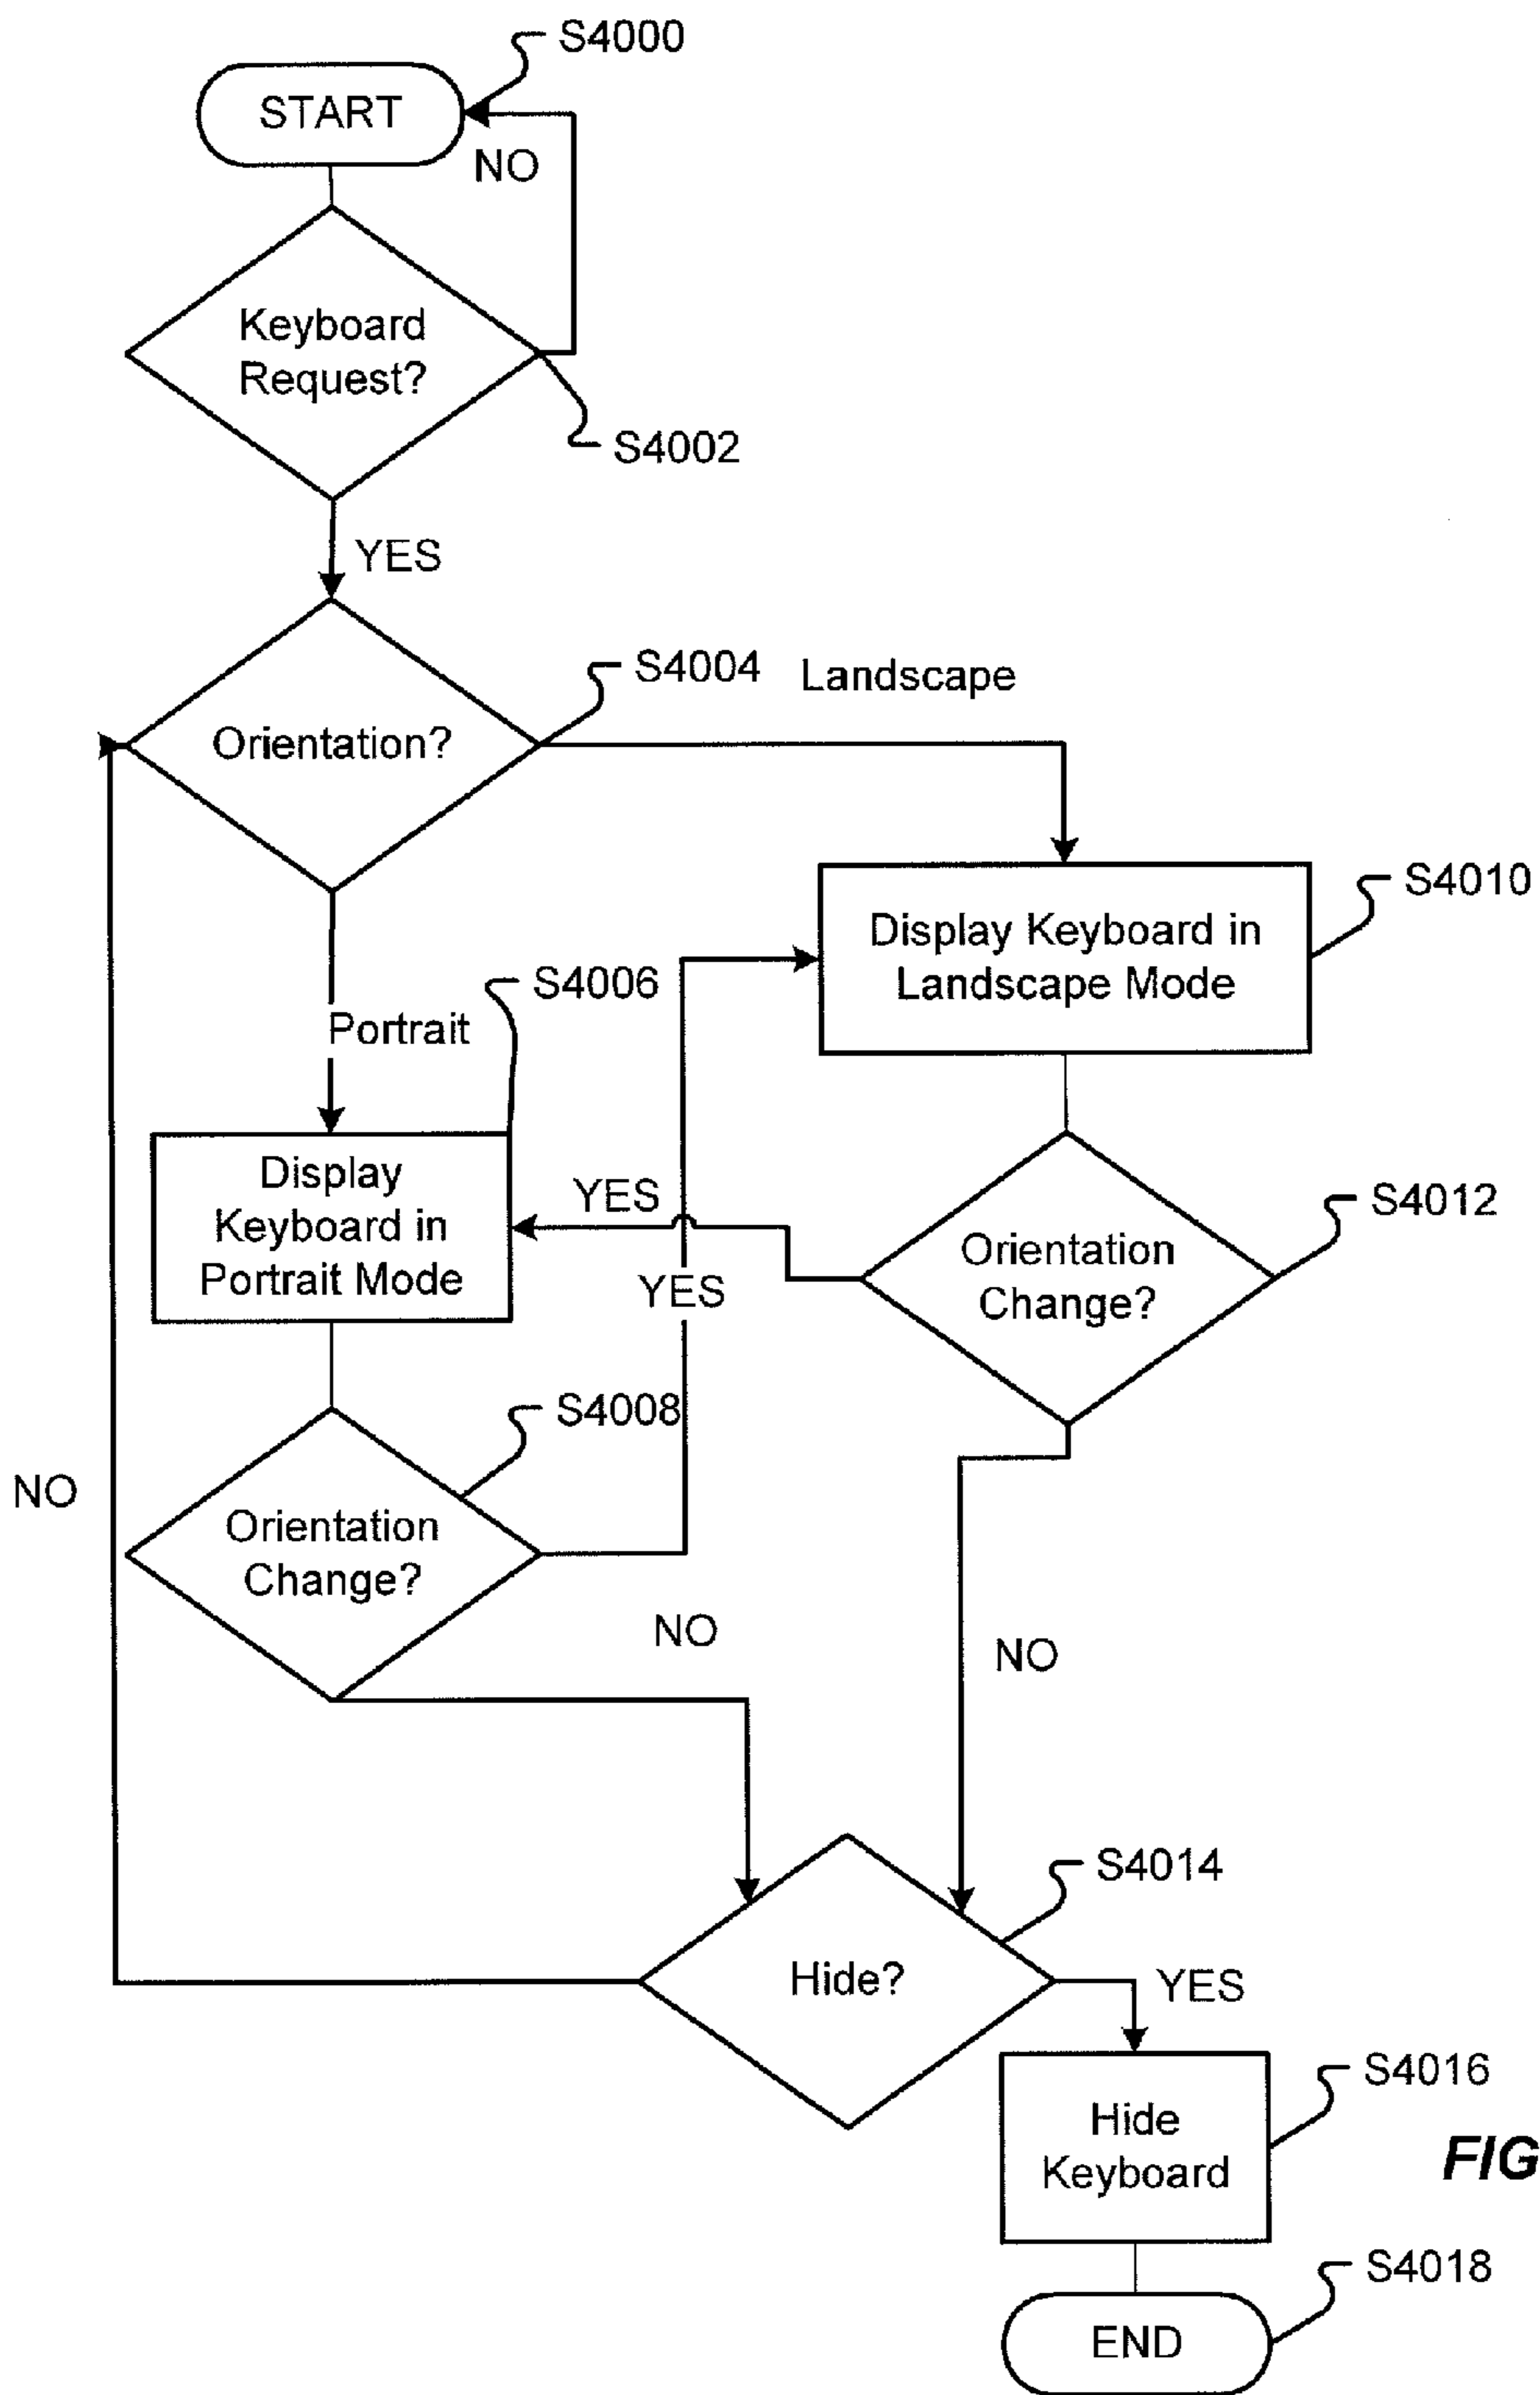 S4000
START
NO
Keyboard
Request?
S4002
YES
S4004
Landscape
Orientation?
S4010
Display Keyboard in
Landscape Mode
S4006
Portrait
Display
Keyboard in
Portrait Mode
YES
S4012
Orientation
Change?
YES
S4008
NO
Orientation
Change?
NO
NO
S4014
Hide?
YES
S4016
Hide
Keyboard
FIG
S4018
END